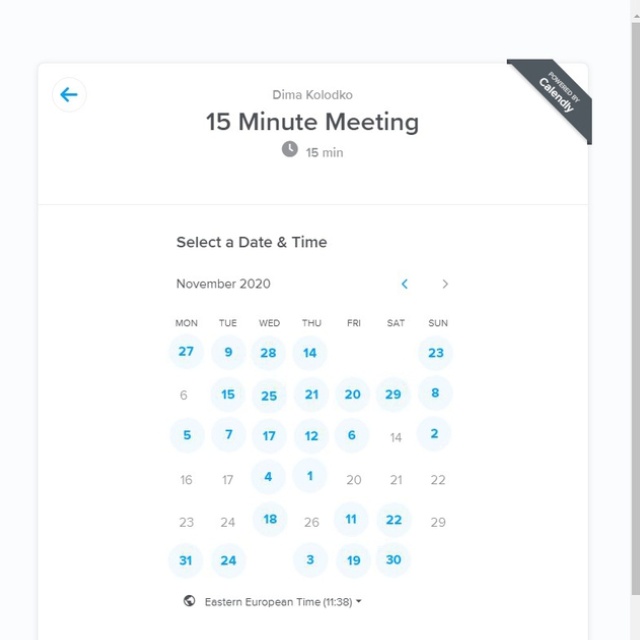 POWERED BY
Calendly
Dima Kolodko
15 Minute Meeting
15 min
Select a Date & Time
November 2020
MON TUE WED THU FRI SAT SUN
27 9 28 14 23
6 15 25 21 20 29 8
5 7 17 12 6 14 2
16 17 4 1 20 21 22
23 24 18 26 11 22 29
31 24 3 19 30
Eastern European Time (11:38)